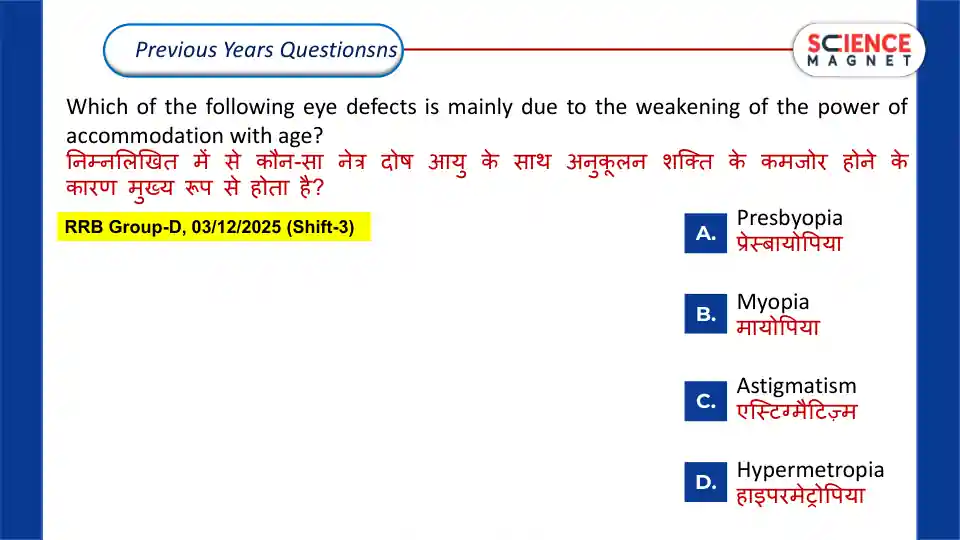 Previous Years Questionsns
SCIENCE
MAGNET
Which of the following eye defects is mainly due to the weakening of the power of
accommodation with age?
निम्नलिखित में से कौन-सा नेत्र दोष आयु के साथ अनुकूलन शक्ति के कमजोर होने के
कारण मुख्य रूप से होता है?
RRB Group-D, 03/12/2025 (Shift-3)
A.
Presbyopia
प्रेस्बायोपिया
B.
Myopia
मायोपिया
C.
Astigmatism
एस्टिग्मैटिज़्म
D.
Hypermetropia
हाइपरमेट्रोपिया